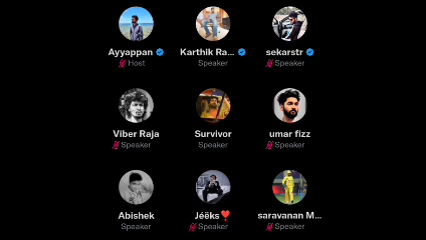 Ayyappan Karthik Ra... sekarstr
Host Speaker Speaker
Viber Raja Survivor umar fizz
Speaker Speaker Speaker
Abishek Jéëks❤️ saravanan M...
Speaker Speaker Speaker